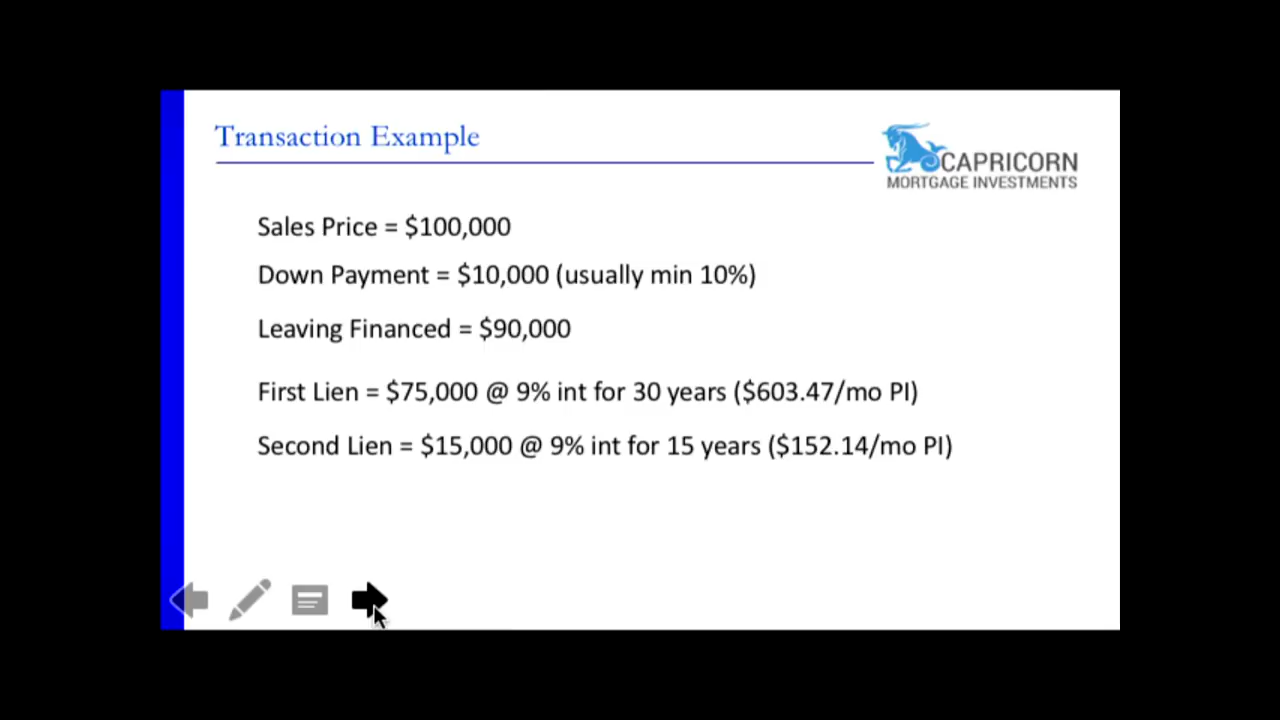 Transaction Example
CAPRICORN
MORTGAGE INVESTMENTS
Sales Price = $100,000
Down Payment = $10,000 (usually min 10%)
Leaving Financed = $90,000
First Lien = $75,000 @ 9% int for 30 years ($603.47/mo PI)
Second Lien = $15,000 @ 9% int for 15 years ($152.14/mo PI)